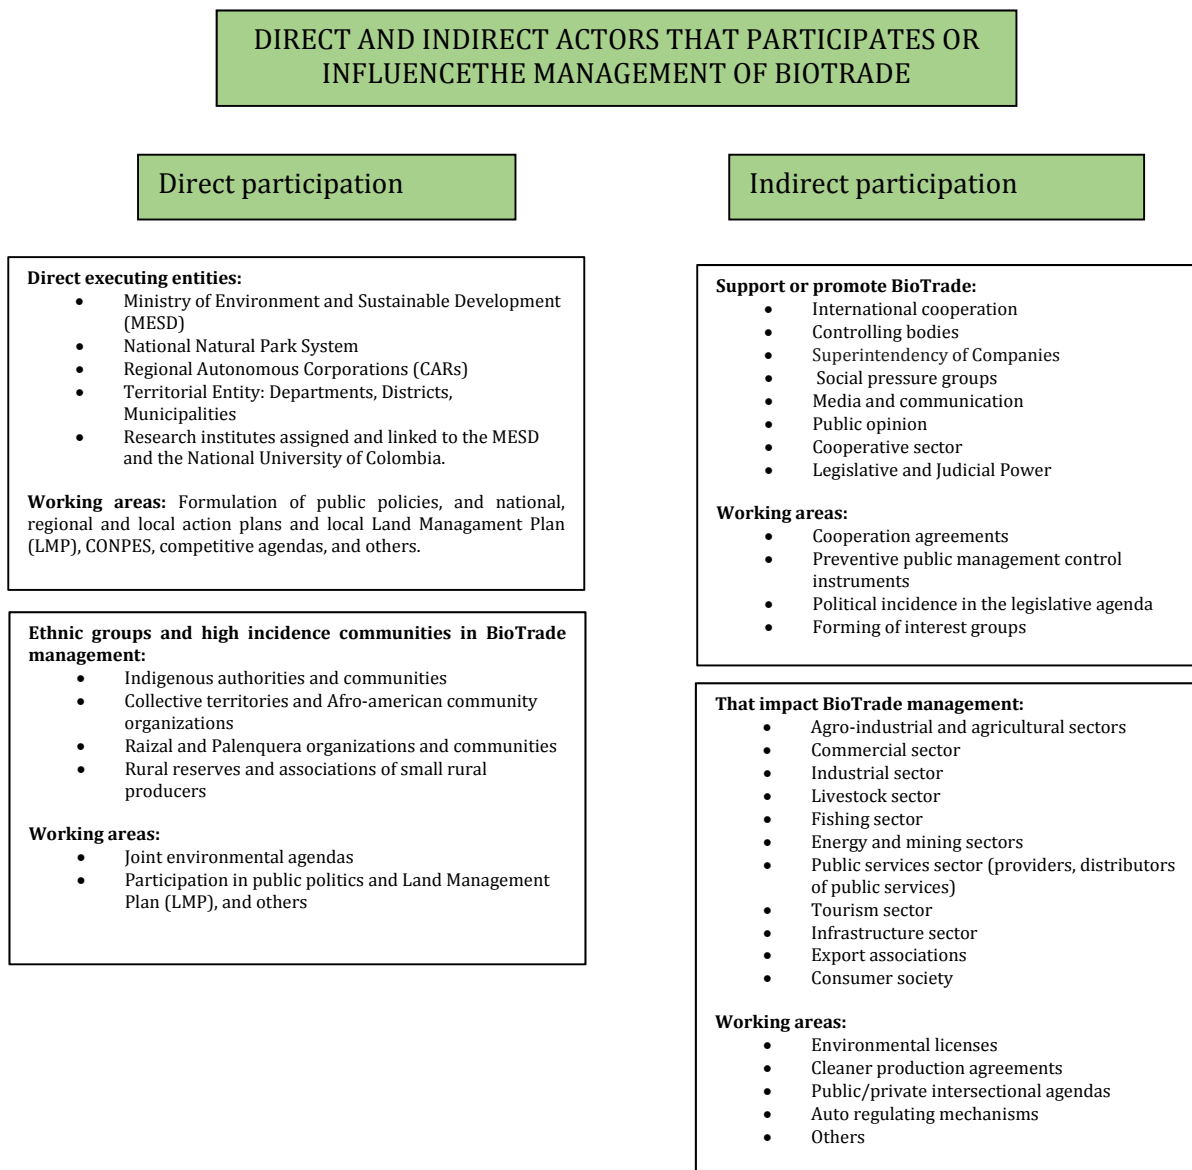 DIRECT AND INDIRECT ACTORS THAT PARTICIPATES OR
INFLUENCETHE MANAGEMENT OF BIOTRADE
Direct participation
Direct executing entities:
• Ministry of Environment and Sustainable Development
(MESD)
• National Natural Park System
• Regional Autonomous Corporations (CARs)
• Territorial Entity: Departments, Districts,
Municipalities
• Research institutes assigned and linked to the MESD
and the National University of Colombia.
Working areas: Formulation of public policies, and national,
regional and local action plans and local Land Managament Plan
(LMP), CONPES, competitive agendas, and others.
Ethnic groups and high incidence communities in BioTrade
management:
• Indigenous authorities and communities
• Collective territories and Afro-american community
organizations
• Raizal and Palenquera organizations and communities
• Rural reserves and associations of small rural
producers
Working areas:
• Joint environmental agendas
• Participation in public politics and Land Management
Plan (LMP), and others
Indirect participation
Support or promote BioTrade:
• International cooperation
• Controlling bodies
• Superintendency of Companies
• Social pressure groups
• Media and communication
• Public opinion
• Cooperative sector
• Legislative and Judicial Power
Working areas:
• Cooperation agreements
• Preventive public management control
instruments
• Political incidence in the legislative agenda
• Forming of interest groups
That impact BioTrade management:
• Agro-industrial and agricultural sectors
• Commercial sector
• Industrial sector
• Livestock sector
• Fishing sector
• Energy and mining sectors
• Public services sector (providers, distributors
of public services)
• Tourism sector
• Infrastructure sector
• Export associations
• Consumer society
Working areas:
• Environmental licenses
• Cleaner production agreements
• Public/private intersectional agendas
• Auto regulating mechanisms
• Others